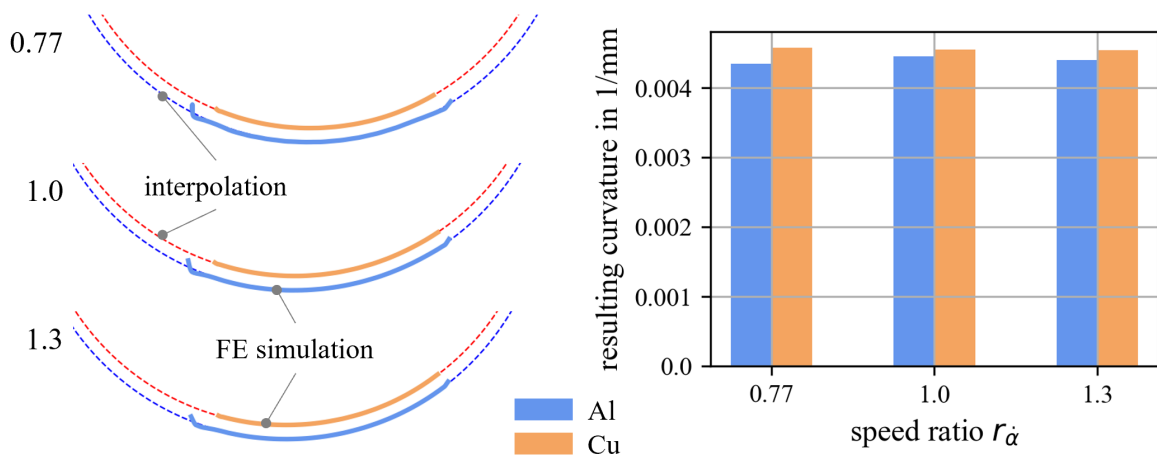 0.77
interpolation
1.0
FE simulation
1.3
Al
Cu
resulting curvature in 1/mm
0.004
0.003
0.002
0.001
0.0
0.77
1.0
1.3
speed ratio r_α̇